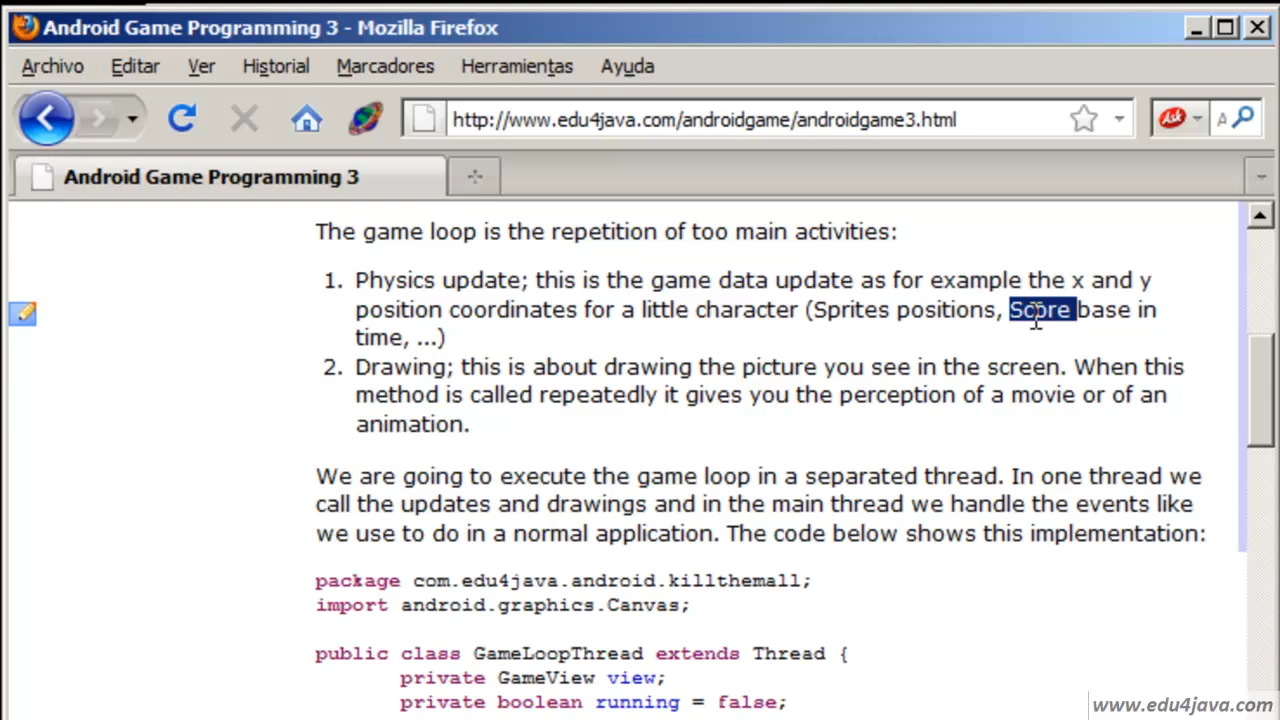 Android Game Programming 3 - Mozilla Firefox
Archivo Editar Ver Historial Marcadores Herramientas Ayuda
http://www.edu4java.com/androidgame/androidgame3.html
Ask A
Android Game Programming 3
The game loop is the repetition of too main activities:
1. Physics update; this is the game data update as for example the x and y
position coordinates for a little character (Sprites positions, Score base in
time, ...)
2. Drawing; this is about drawing the picture you see in the screen. When this
method is called repeatedly it gives you the perception of a movie or of an
animation.
We are going to execute the game loop in a separated thread. In one thread we
call the updates and drawings and in the main thread we handle the events like
we use to do in a normal application. The code below shows this implementation:
package com.edu4java.android.killthemall;
import android.graphics.Canvas;
public class GameLoopThread extends Thread {
private GameView view;
private boolean running = false;
www.edu4java.com